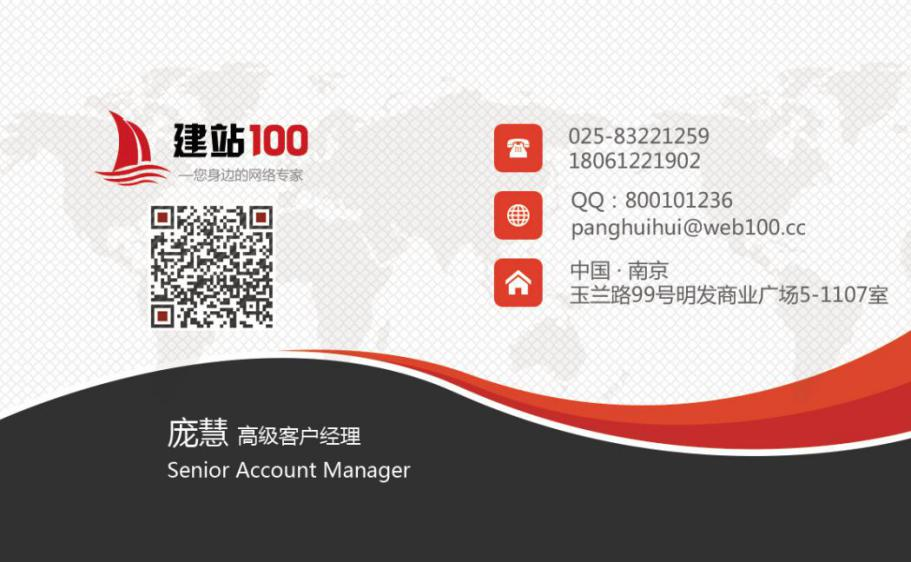 建站100
—您身边的网络专家
025-83221259
18061221902
QQ：800101236
panghuihui@web100.cc
中国 · 南京
玉兰路99号明发商业广场5-1107室
庞慧 高级客户经理
Senior Account Manager